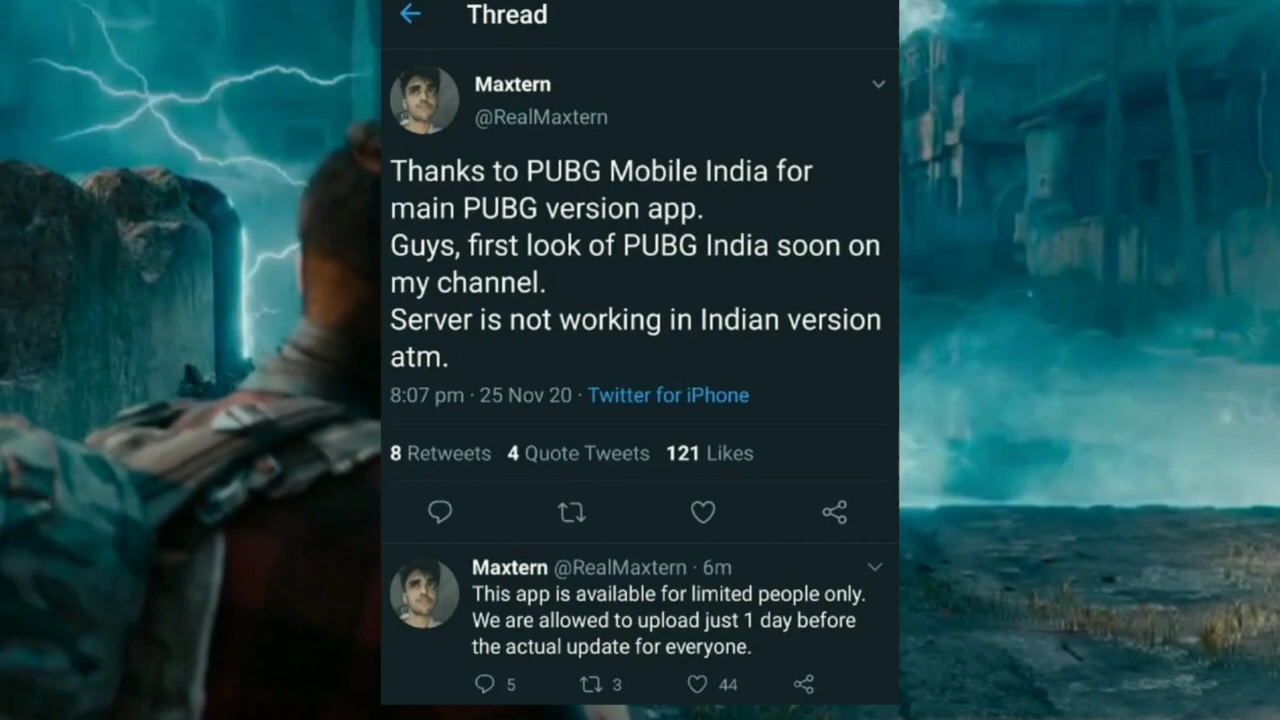 Thread
Maxtern
@RealMaxtern
Thanks to PUBG Mobile India for
main PUBG version app.
Guys, first look of PUBG India soon on
my channel.
Server is not working in Indian version
atm.
8:07 pm · 25 Nov 20 · Twitter for iPhone
8 Retweets 4 Quote Tweets 121 Likes
Maxtern @RealMaxtern · 6m
This app is available for limited people only.
We are allowed to upload just 1 day before
the actual update for everyone.
5 3 44